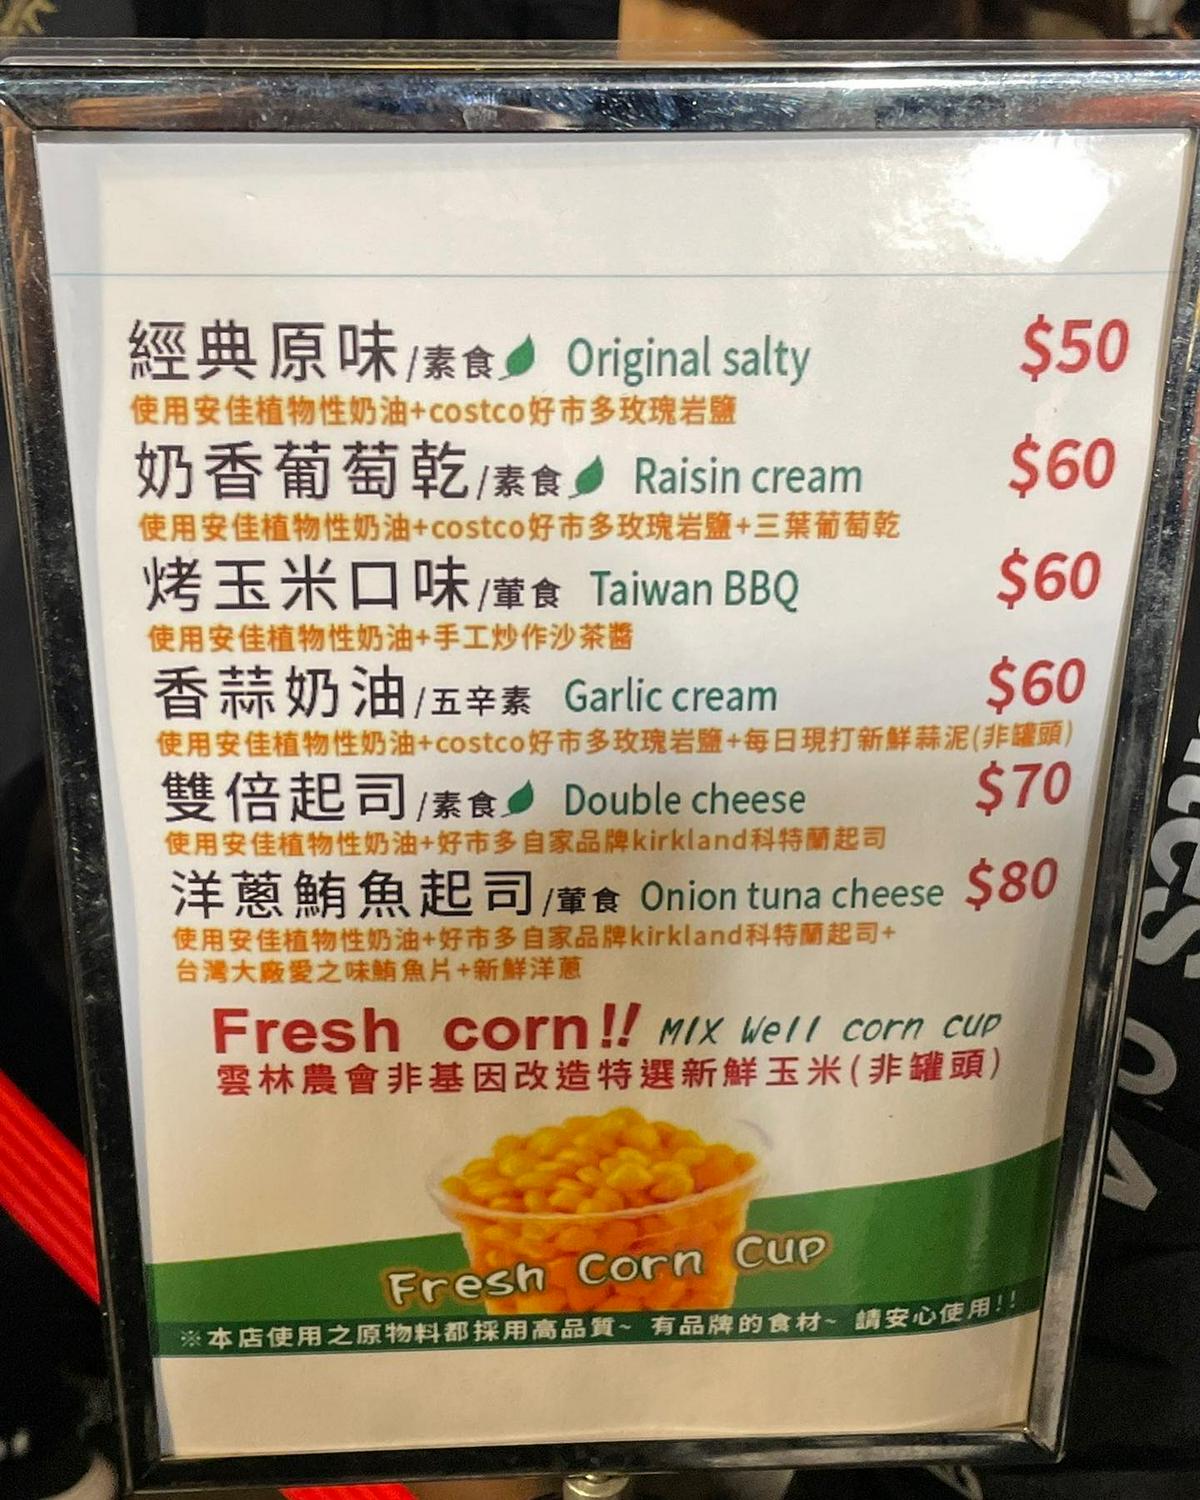 經典原味/素食 Original salty $50
使用安佳植物性奶油+costco好市多玫瑰岩鹽
奶香葡萄乾/素食 Raisin cream $60
使用安佳植物性奶油+costco好市多玫瑰岩鹽+三葉葡萄乾
烤玉米口味/葷食 Taiwan BBQ $60
使用安佳植物性奶油+手工炒作沙茶醬
香蒜奶油/五辛素 Garlic cream $60
使用安佳植物性奶油+costco好市多玫瑰岩鹽+每日現打新鮮蒜泥(非罐頭)
雙倍起司/素食 Double cheese $70
使用安佳植物性奶油+好市多自家品牌kirkland科特蘭起司
洋蔥鮪魚起司/葷食 Onion tuna cheese $80
使用安佳植物性奶油+好市多自家品牌kirkland科特蘭起司+
台灣大廠愛之味鮪魚片+新鮮洋蔥
Fresh corn!! MIX Well corn cup
雲林農會非基因改造特選新鮮玉米(非罐頭)
Fresh Corn Cup
※本店使用之原物料都採用高品質~ 有品牌的食材~ 請安心使用!!